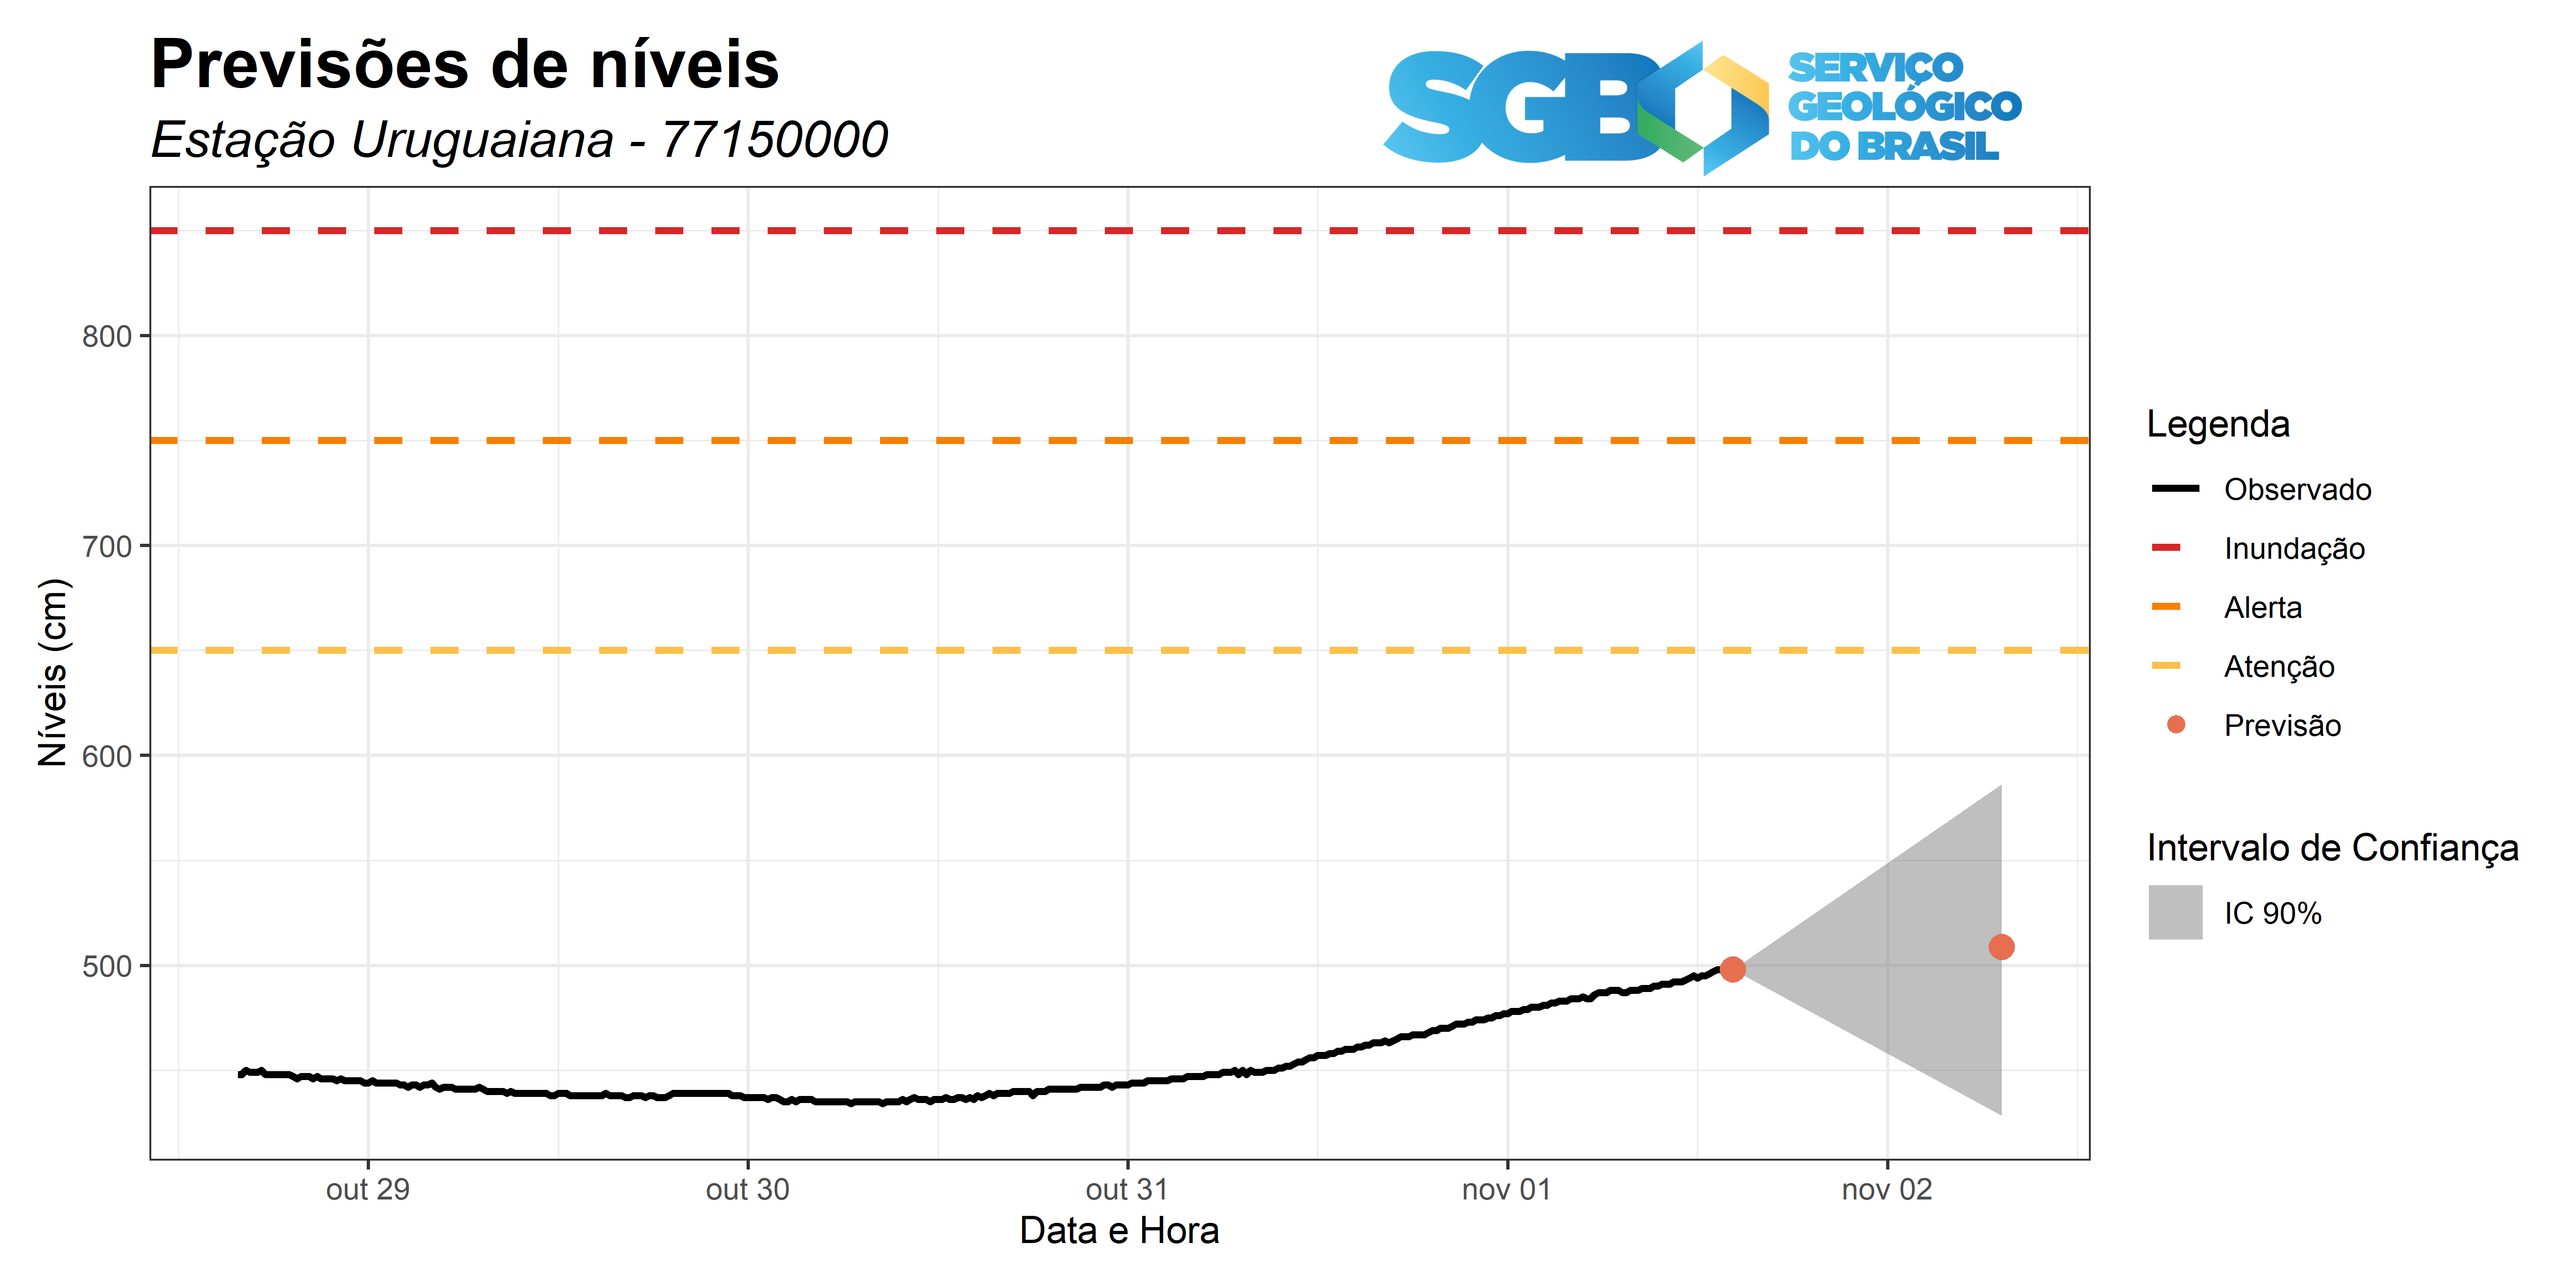 Previsões de níveis
Estação Uruguaiana - 77150000
SGB
SERVIÇO
GEOLÓGICO
DO BRASIL
Níveis (cm)
800
700
600
500
out 29
out 30
out 31
nov 01
nov 02
Data e Hora
Legenda
Observado
Inundação
Alerta
Atenção
Previsão
Intervalo de Confiança
IC 90%